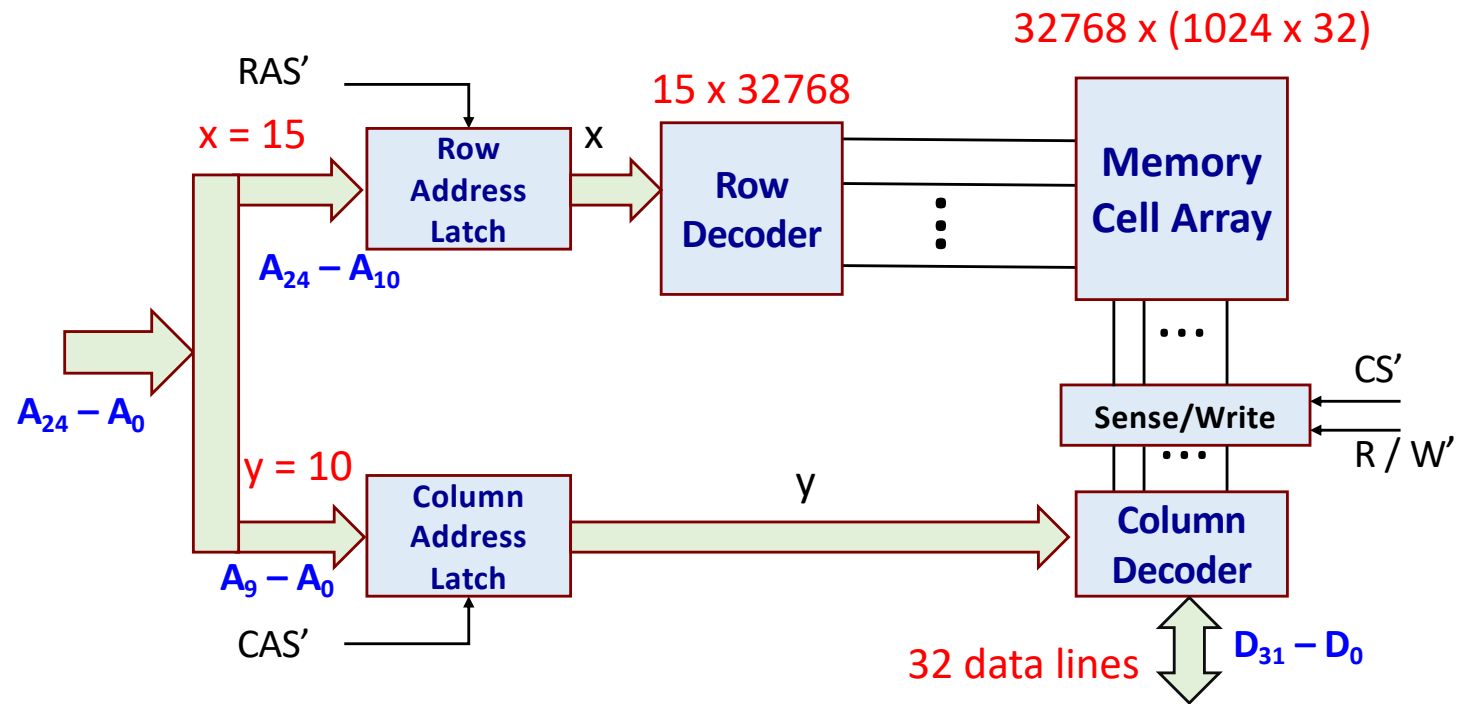 32768 x (1024 x 32)
RAS’
15 x 32768
x = 15
x
Row
Address
Latch
Row
Decoder
Memory
Cell Array
A₂₄ – A₁₀
...
...
A₂₄ – A₀
CS’
Sense/Write
R / W’
y = 10
...
y
Column
Address
Latch
Column
Decoder
A₉ – A₀
CAS’
32 data lines
D₃₁ – D₀